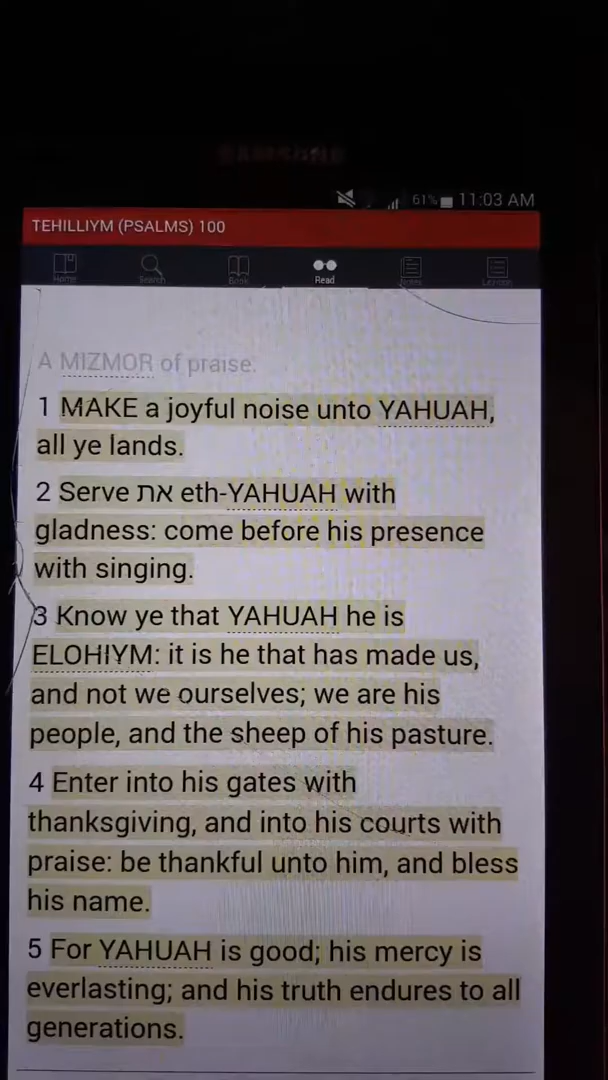 SAMSUNG
61% 11:03 AM
TEHILLIYM (PSALMS) 100
Home Search Book Read Notes Lexicon
A MIZMOR of praise.
1 MAKE a joyful noise unto YAHUAH,
all ye lands.
2 Serve את eth-YAHUAH with
gladness: come before his presence
with singing.
3 Know ye that YAHUAH he is
ELOHIYM: it is he that has made us,
and not we ourselves; we are his
people, and the sheep of his pasture.
4 Enter into his gates with
thanksgiving, and into his courts with
praise: be thankful unto him, and bless
his name.
5 For YAHUAH is good; his mercy is
everlasting; and his truth endures to all
generations.